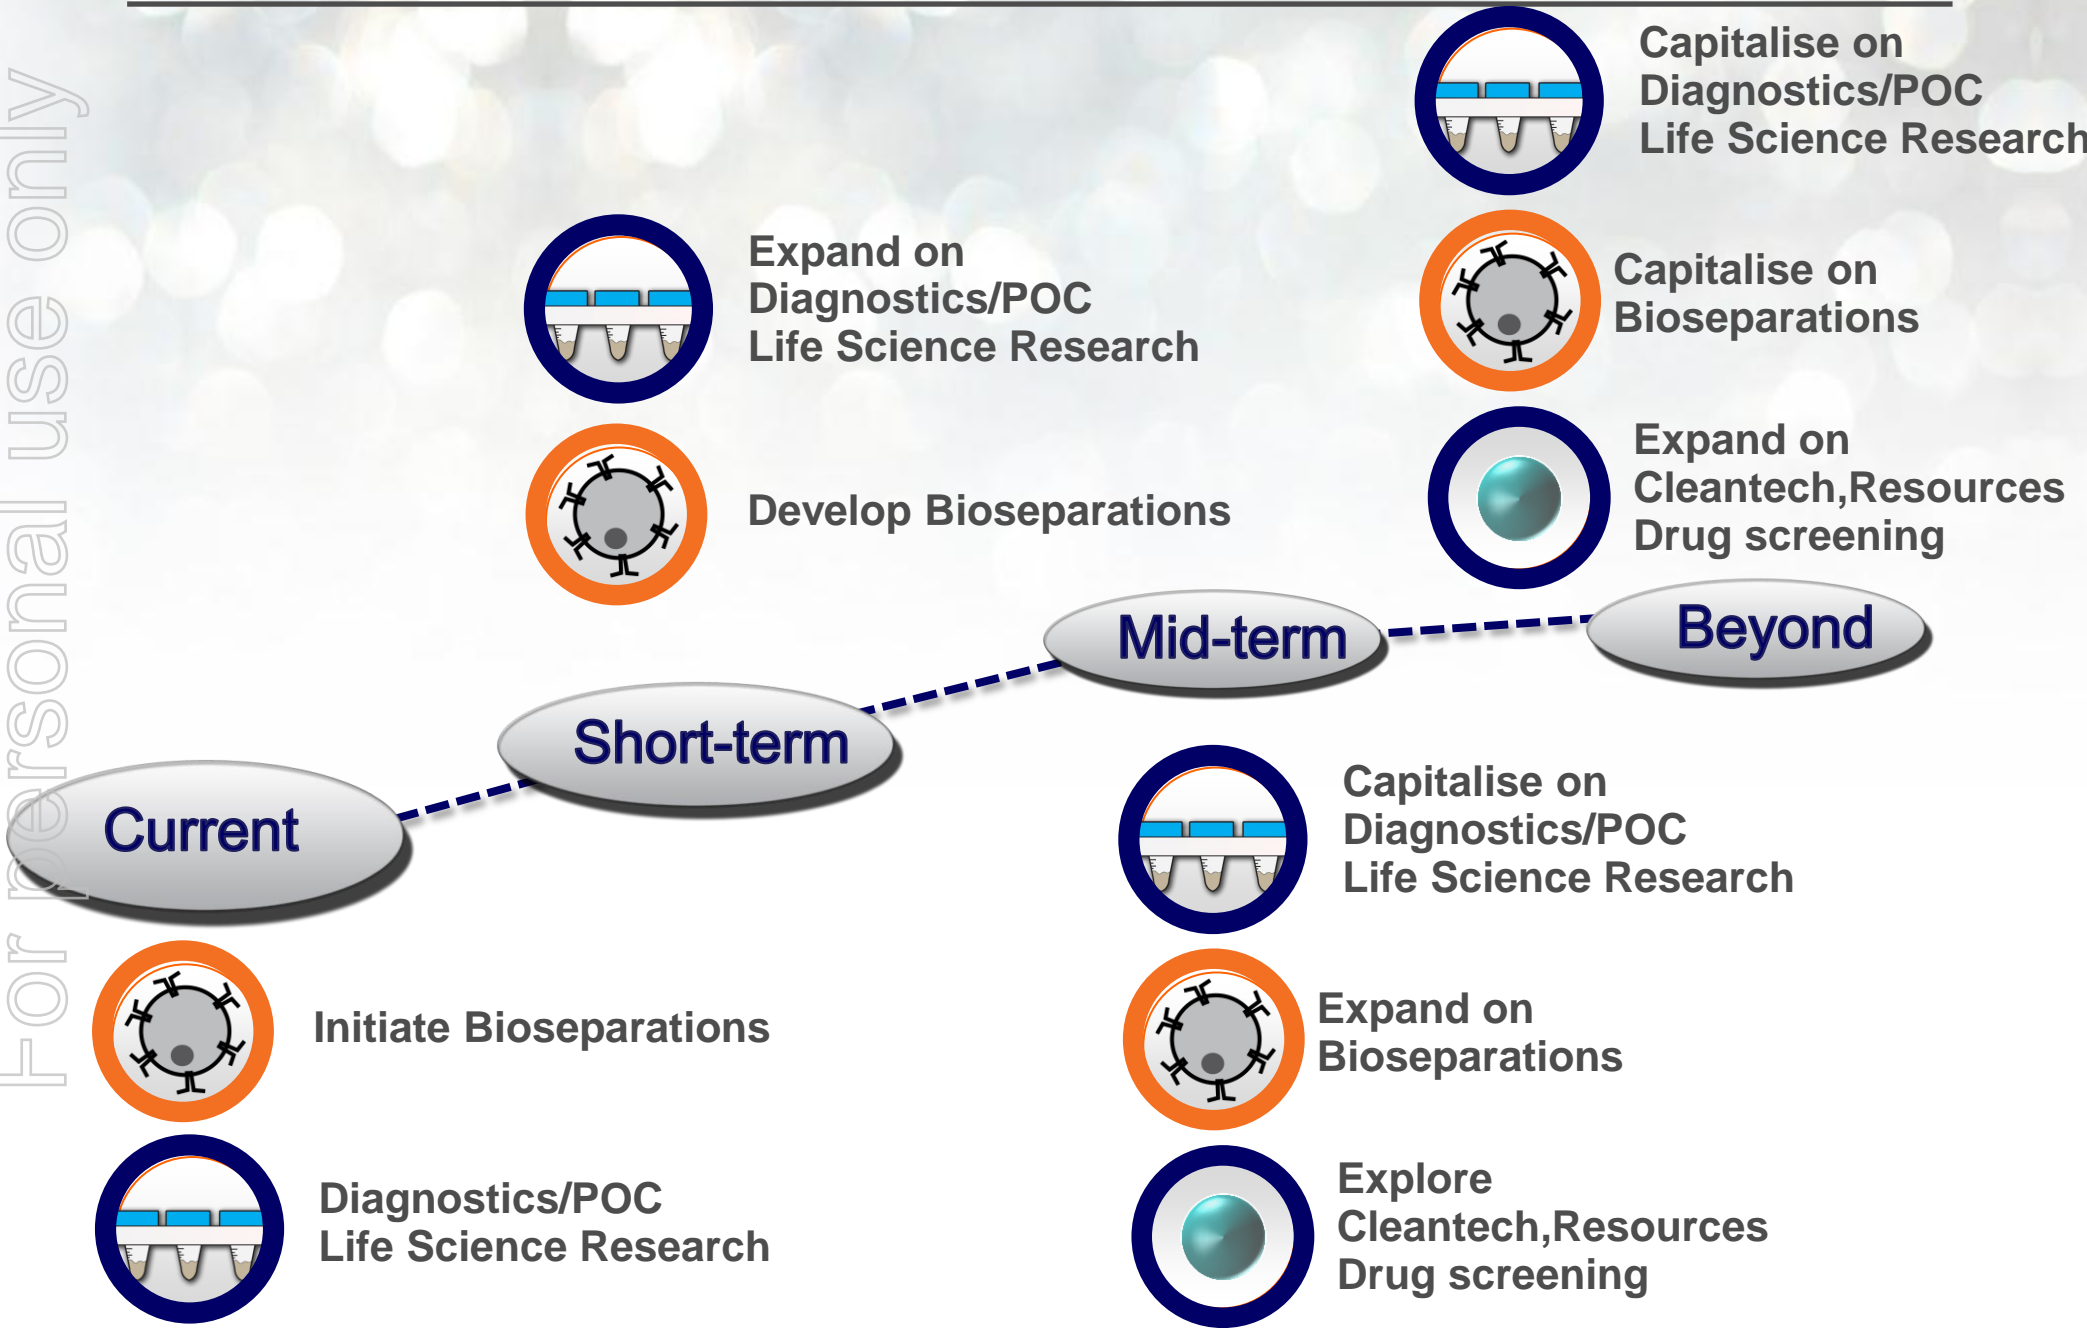 For personal use only
Capitalise on
Diagnostics/POC
Life Science Research
Capitalise on
Bioseparations
Expand on
Cleantech,Resources
Drug screening
Expand on
Diagnostics/POC
Life Science Research
Develop Bioseparations
Beyond
Mid-term
Short-term
Current
Capitalise on
Diagnostics/POC
Life Science Research
Expand on
Bioseparations
Explore
Cleantech,Resources
Drug screening
Initiate Bioseparations
Diagnostics/POC
Life Science Research